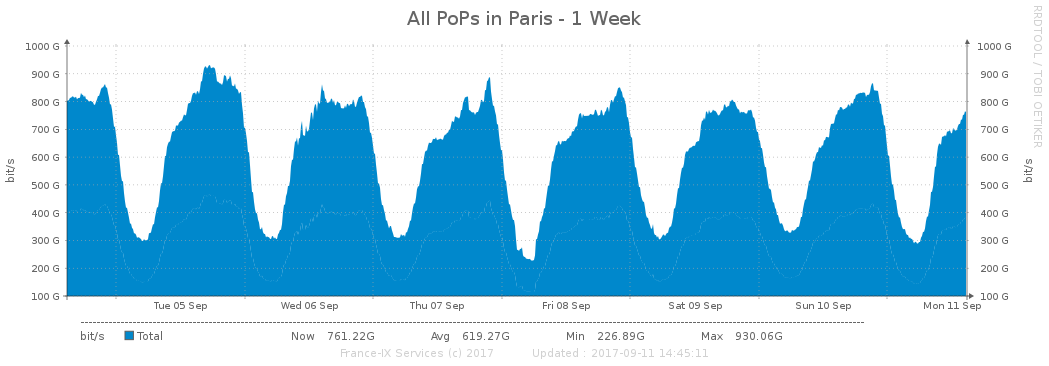 All PoPs in Paris - 1 Week
RRDTOOL / TOBI OETIKER
1000 G 1000 G
900 G 900 G
800 G 800 G
700 G 700 G
600 G 600 G
500 G 500 G
400 G 400 G
300 G 300 G
200 G 200 G
100 G 100 G
bit/s bit/s
Tue 05 Sep Wed 06 Sep Thu 07 Sep Fri 08 Sep Sat 09 Sep Sun 10 Sep Mon 11 Sep
bit/s Total Now 761.22G Avg 619.27G Min 226.89G Max 930.06G
France-IX Services (c) 2017 Updated : 2017-09-11 14:45:11